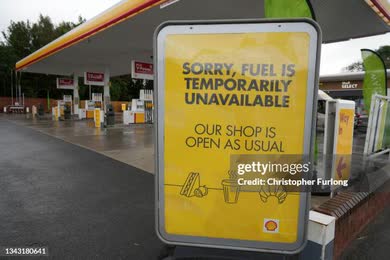 SORRY, FUEL IS
TEMPORARILY
UNAVAILABLE
OUR SHOP IS
OPEN AS USUAL
SELECT
gettyimages
Credit: Christopher Furlong
1343180641